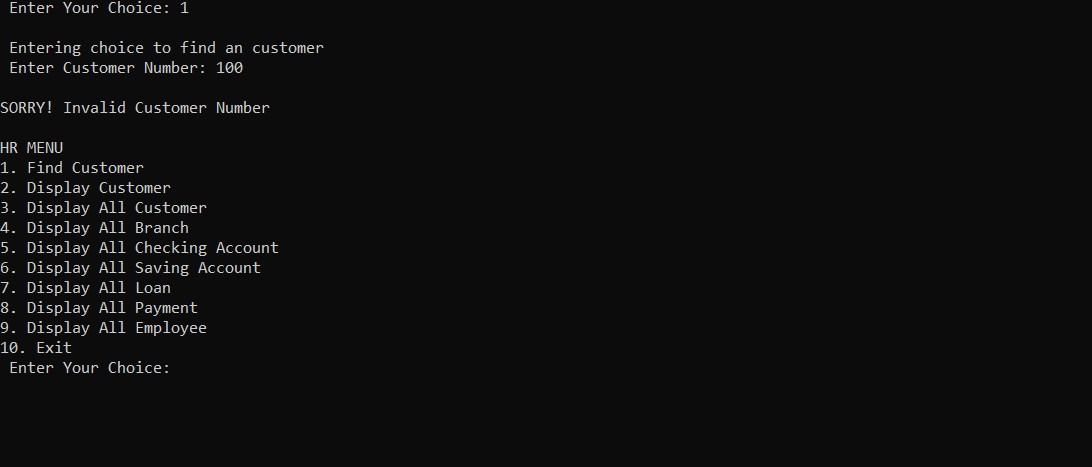 Enter Your Choice: 1
Entering choice to find an customer
Enter Customer Number: 100
SORRY! Invalid Customer Number
HR MENU
1. Find Customer
2. Display Customer
3. Display All Customer
4. Display All Branch
5. Display All Checking Account
6. Display All Saving Account
7. Display All Loan
8. Display All Payment
9. Display All Employee
10. Exit
Enter Your Choice: